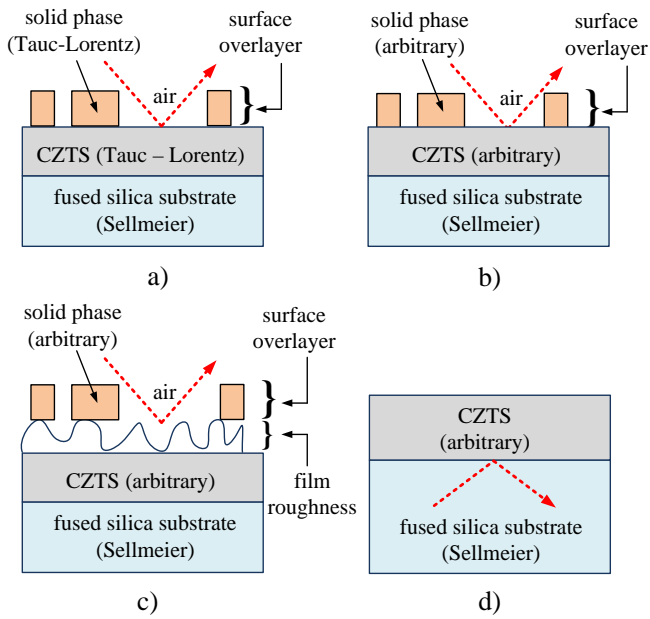 solid phase
(Tauc-Lorentz)
surface
overlayer
air
CZTS (Tauc – Lorentz)
fused silica substrate
(Sellmeier)
a)
solid phase
(arbitrary)
surface
overlayer
air
CZTS (arbitrary)
fused silica substrate
(Sellmeier)
b)
solid phase
(arbitrary)
surface
overlayer
air
film
roughness
CZTS (arbitrary)
fused silica substrate
(Sellmeier)
c)
CZTS
(arbitrary)
fused silica substrate
(Sellmeier)
d)